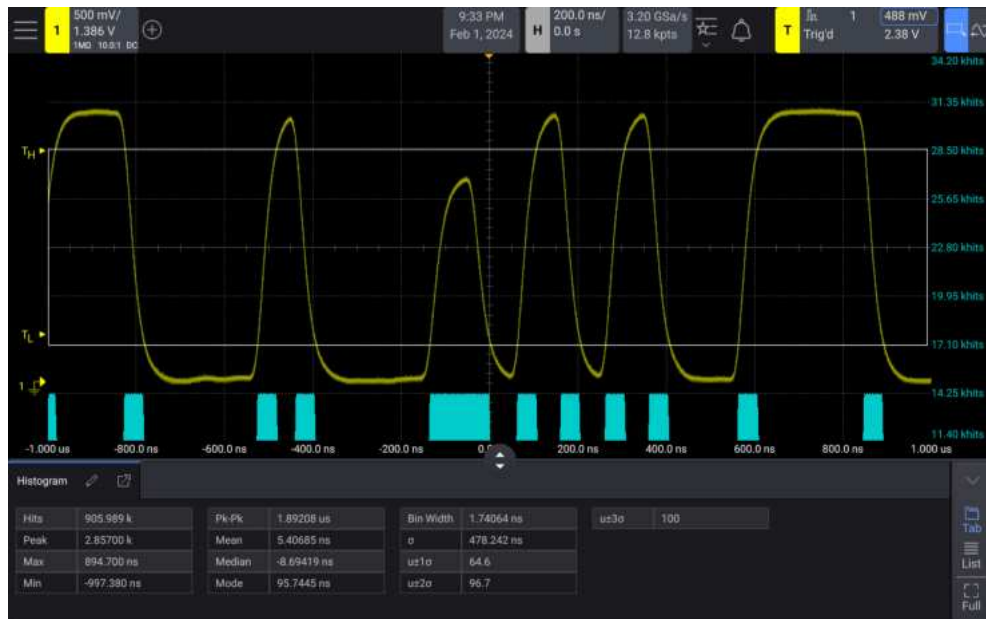 500 mV/
1
1.386 V
1MΩ 10.0:1 DC
9:33 PM
Feb 1, 2024
H
200.0 ns/
0.0 s
3.20 GSa/s
12.8 kpts
T
1
488 mV
Trig'd
2.38 V
34.20 khits
31.35 khits
TH
28.50 khits
25.65 khits
22.80 khits
19.95 khits
TL
17.10 khits
1
14.25 khits
11.40 khits
-1.000 us
-800.0 ns
-600.0 ns
-400.0 ns
-200.0 ns
0.
200.0 ns
400.0 ns
600.0 ns
800.0 ns
1.000 us
Histogram
Hits 905.989 k Pk-Pk 1.89208 us Bin Width 1.74064 ns u±3σ 100
Peak 2.85700 k Mean 5.40685 ns σ 478.242 ns
Max 894.700 ns Median -8.69419 ns u±1σ 64.6
Min -997.380 ns Mode 95.7445 ns u±2σ 96.7
Tab
List
Full